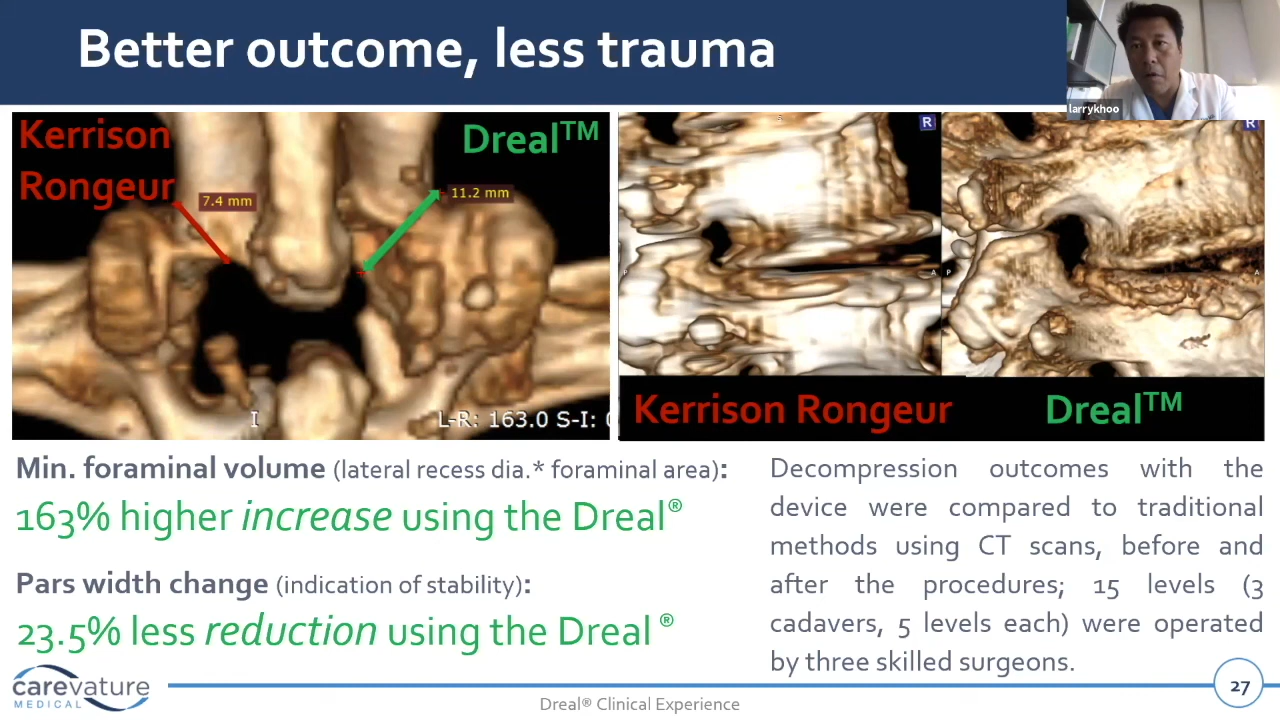 Better outcome, less trauma
larrykhoo
Kerrison
Rongeur
Dreal™
7.4 mm
11.2 mm
I
L-R: 163.0 S-I:
R
R
P
A
P
Kerrison Rongeur
Dreal™
Min. foraminal volume (lateral recess dia.* foraminal area):
163% higher increase using the Dreal®
Pars width change (indication of stability):
23.5% less reduction using the Dreal ®
Decompression outcomes with the
device were compared to traditional
methods using CT scans, before and
after the procedures; 15 levels (3
cadavers, 5 levels each) were operated
by three skilled surgeons.
carevature
MEDICAL
Dreal® Clinical Experience
27